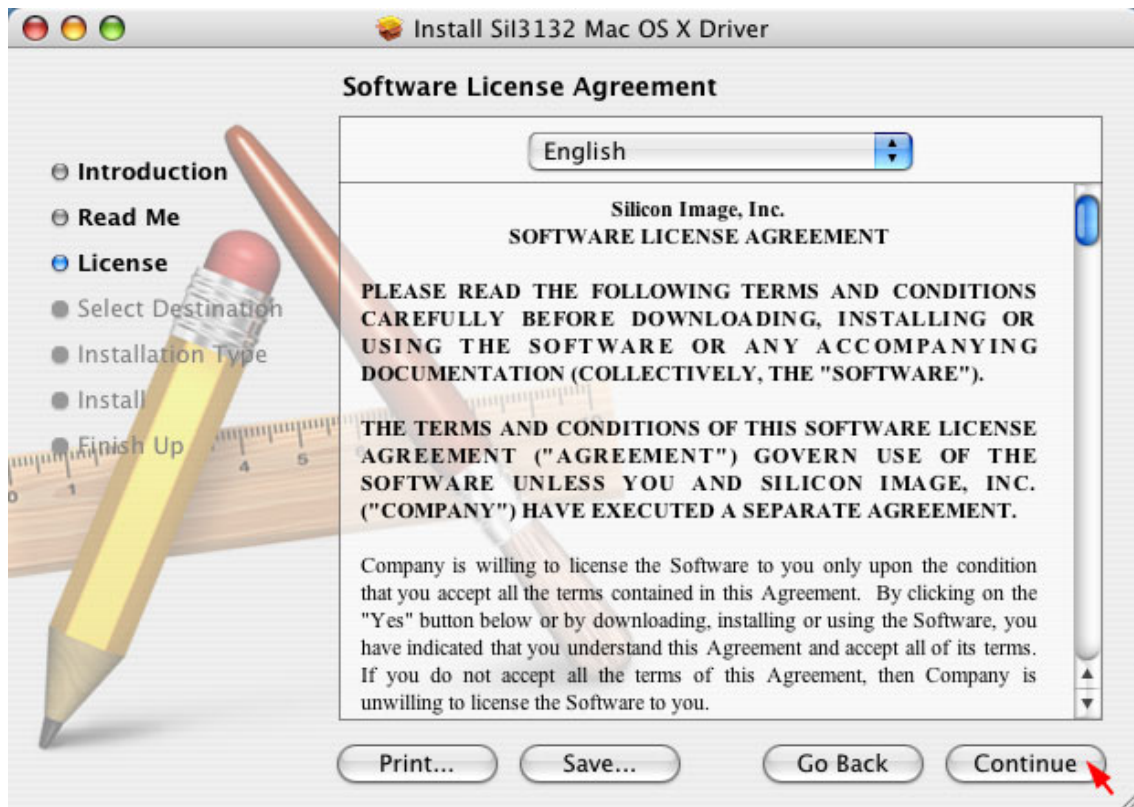 Install SiI3132 Mac OS X Driver
Software License Agreement
Introduction
Read Me
License
Select Destination
Installation Type
Install
Finish Up
English
Silicon Image, Inc.
SOFTWARE LICENSE AGREEMENT
PLEASE READ THE FOLLOWING TERMS AND CONDITIONS
CAREFULLY BEFORE DOWNLOADING, INSTALLING OR
USING THE SOFTWARE OR ANY ACCOMPANYING
DOCUMENTATION (COLLECTIVELY, THE "SOFTWARE").
THE TERMS AND CONDITIONS OF THIS SOFTWARE LICENSE
AGREEMENT ("AGREEMENT") GOVERN USE OF THE
SOFTWARE UNLESS YOU AND SILICON IMAGE, INC.
("COMPANY") HAVE EXECUTED A SEPARATE AGREEMENT.
Company is willing to license the Software to you only upon the condition
that you accept all the terms contained in this Agreement. By clicking on the
"Yes" button below or by downloading, installing or using the Software, you
have indicated that you understand this Agreement and accept all of its terms.
If you do not accept all the terms of this Agreement, then Company is
unwilling to license the Software to you.
0 1 4 5
Print... Save... Go Back Continue